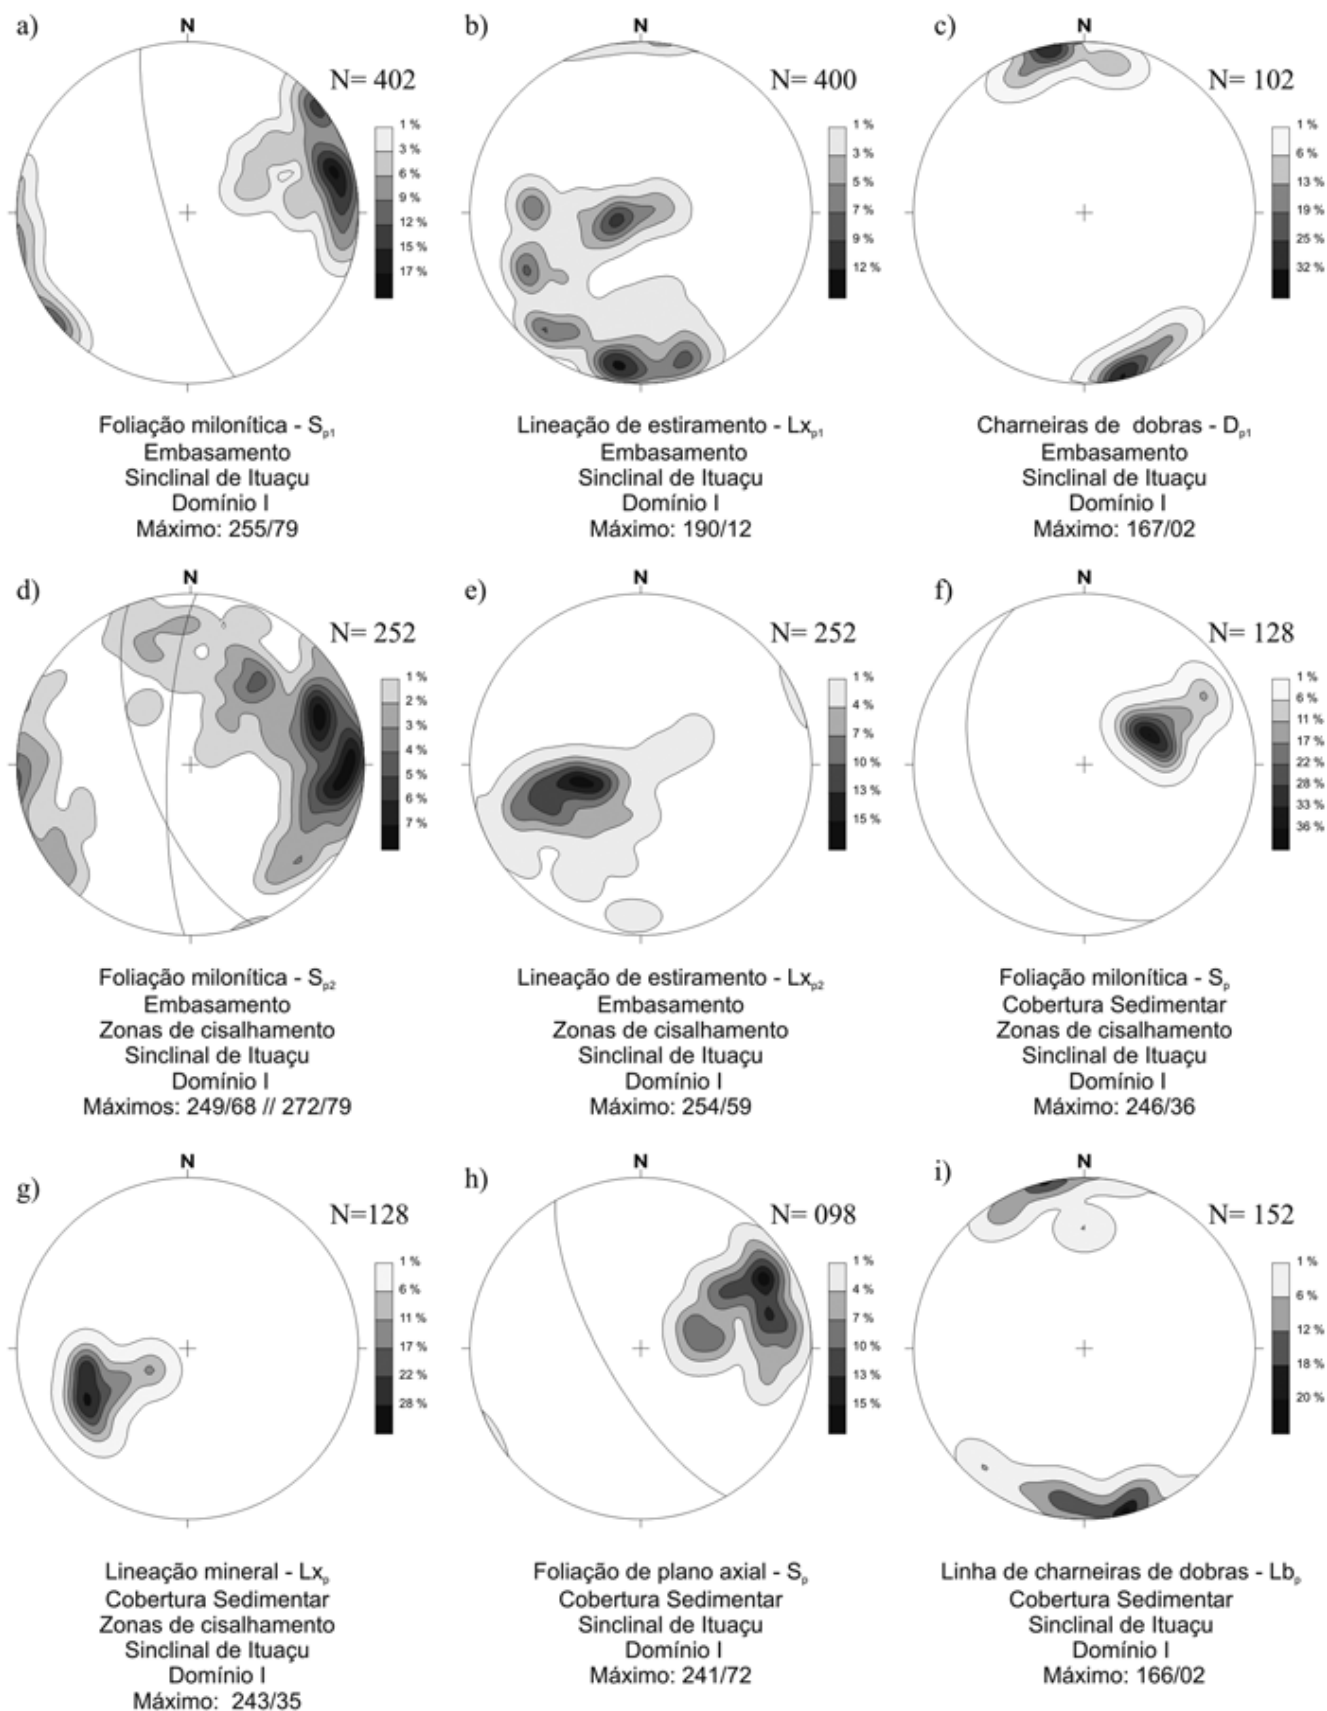 a)
N
N= 402
1 %
3 %
6 %
9 %
12 %
15 %
17 %
Foliação milonítica - Sp1
Embasamento
Sinclinal de Ituaçu
Domínio I
Máximo: 255/79
b)
N
N= 400
1 %
3 %
5 %
7 %
9 %
12 %
Lineação de estiramento - Lxp1
Embasamento
Sinclinal de Ituaçu
Domínio I
Máximo: 190/12
c)
N
N= 102
1 %
6 %
13 %
19 %
25 %
32 %
Charneiras de dobras - Dp1
Embasamento
Sinclinal de Ituaçu
Domínio I
Máximo: 167/02
d)
N
N= 252
1 %
2 %
3 %
4 %
5 %
6 %
7 %
Foliação milonítica - Sp2
Embasamento
Zonas de cisalhamento
Sinclinal de Ituaçu
Domínio I
Máximos: 249/68 // 272/79
e)
N
N= 252
1 %
4 %
7 %
10 %
13 %
15 %
Lineação de estiramento - Lxp2
Embasamento
Zonas de cisalhamento
Sinclinal de Ituaçu
Domínio I
Máximo: 254/59
f)
N
N= 128
1 %
6 %
11 %
17 %
22 %
28 %
33 %
36 %
Foliação milonítica - Sp
Cobertura Sedimentar
Zonas de cisalhamento
Sinclinal de Ituaçu
Domínio I
Máximo: 246/36
g)
N
N=128
1 %
6 %
11 %
17 %
22 %
28 %
Lineação mineral - Lxp
Cobertura Sedimentar
Zonas de cisalhamento
Sinclinal de Ituaçu
Domínio I
Máximo: 243/35
h)
N
N= 098
1 %
4 %
7 %
10 %
13 %
15 %
Foliação de plano axial - Sp
Cobertura Sedimentar
Sinclinal de Ituaçu
Domínio I
Máximo: 241/72
i)
N
N= 152
1 %
6 %
12 %
18 %
20 %
Linha de charneiras de dobras - Lbp
Cobertura Sedimentar
Sinclinal de Ituaçu
Domínio I
Máximo: 166/02